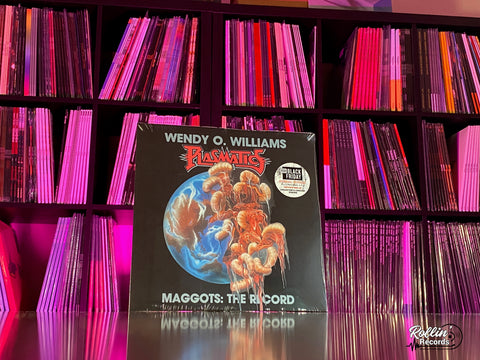 WENDY O. WILLIAMS
PLASMATICS
BLACK
FRIDAY
MAGGOTS: THE RECORD
Rollin'
Records